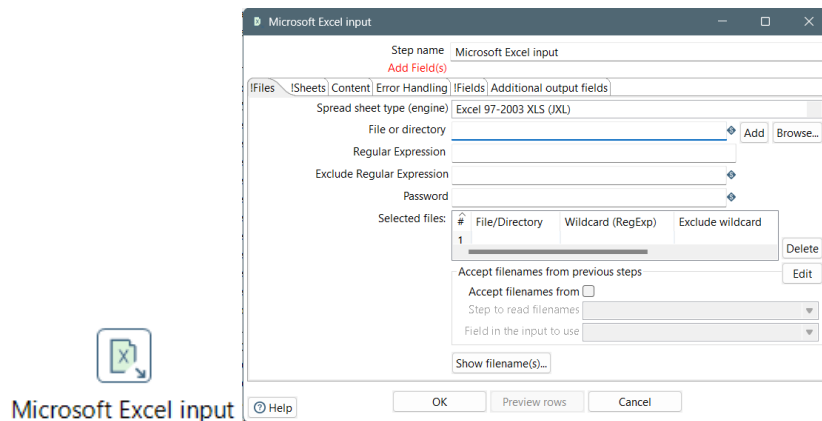 Microsoft Excel input
Step name Microsoft Excel input
Add Field(s)
!Files !Sheets Content Error Handling !Fields Additional output fields
Spread sheet type (engine) Excel 97-2003 XLS (JXL)
File or directory Add Browse...
Regular Expression
Exclude Regular Expression
Password
Selected files: # File/Directory Wildcard (RegExp) Exclude wildcard
1
Delete
Accept filenames from previous steps Edit
Accept filenames from
Step to read filenames
Field in the input to use
Show filename(s)...
Microsoft Excel input
Help OK Preview rows Cancel